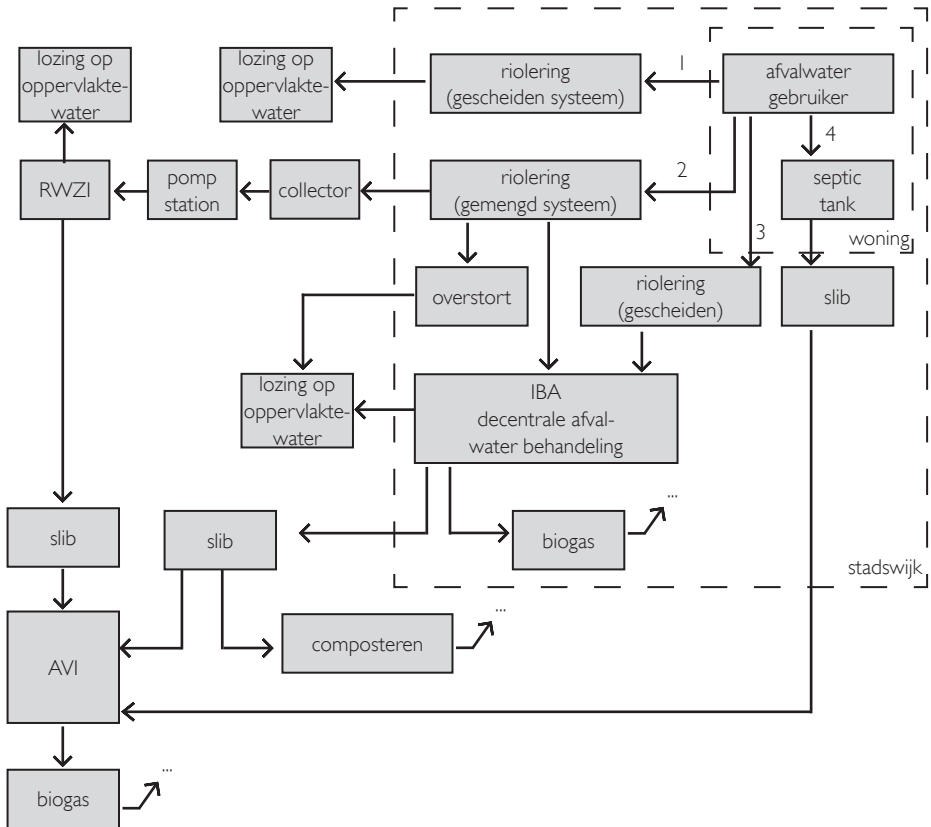 lozing op
oppervlakte-
water
lozing op
oppervlakte-
water
riolering
(gescheiden systeem)
1
afvalwater
gebruiker
4
RWZI
pomp
station
collector
riolering
(gemengd systeem)
2
septic
tank
3
woning
overstort
riolering
(gescheiden)
slib
lozing op
oppervlakte-
water
IBA
decentrale afval-
water behandeling
slib
slib
biogas
...
stadswijk
AVI
composteren
...
biogas
...